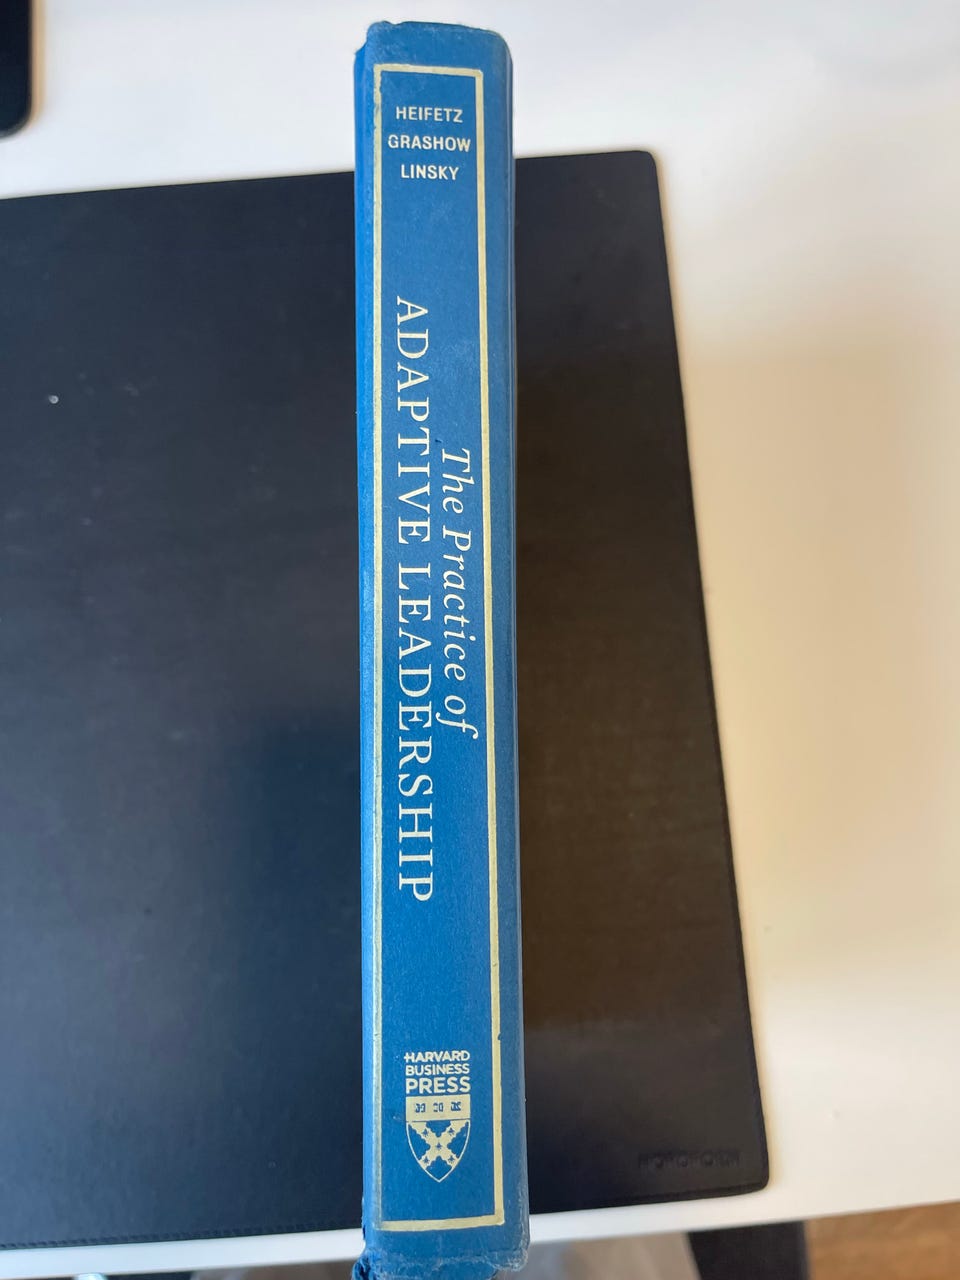 HEIFETZ
GRASHOW
LINSKY
The Practice of
ADAPTIVE LEADERSHIP
HARVARD
BUSINESS
PRESS